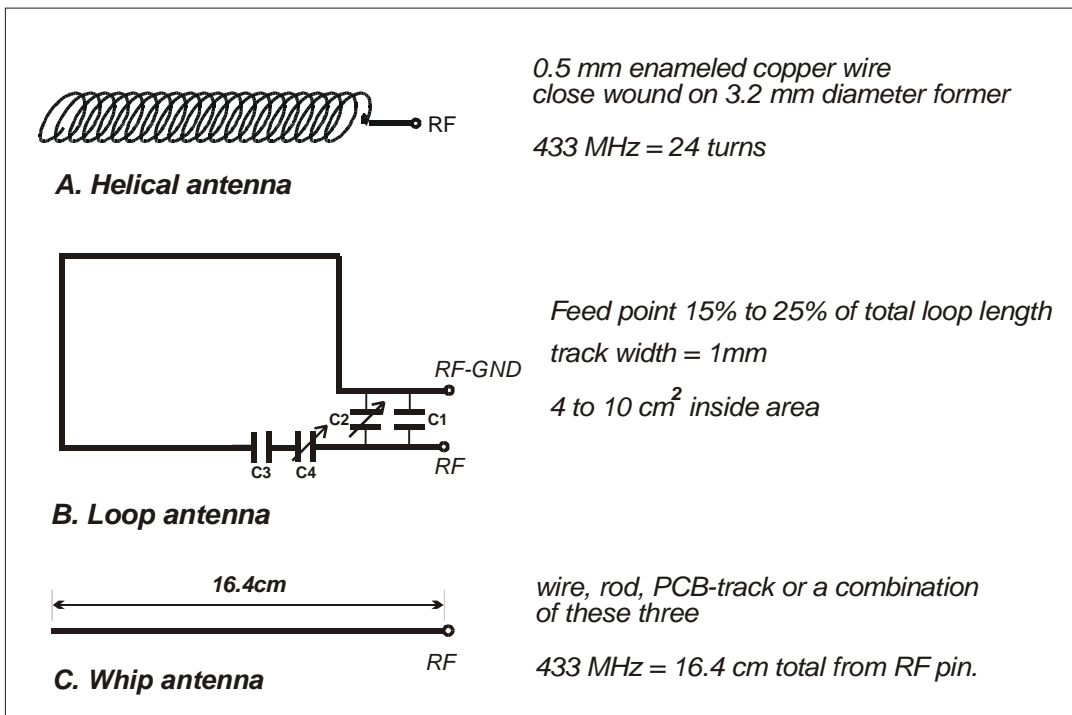 0.5 mm enameled copper wire
close wound on 3.2 mm diameter former
RF
433 MHz = 24 turns
A. Helical antenna
Feed point 15% to 25% of total loop length
track width = 1mm
RF-GND
4 to 10 cm² inside area
C2
C1
C3
C4
RF
B. Loop antenna
16.4cm
wire, rod, PCB-track or a combination
of these three
RF
433 MHz = 16.4 cm total from RF pin.
C. Whip antenna